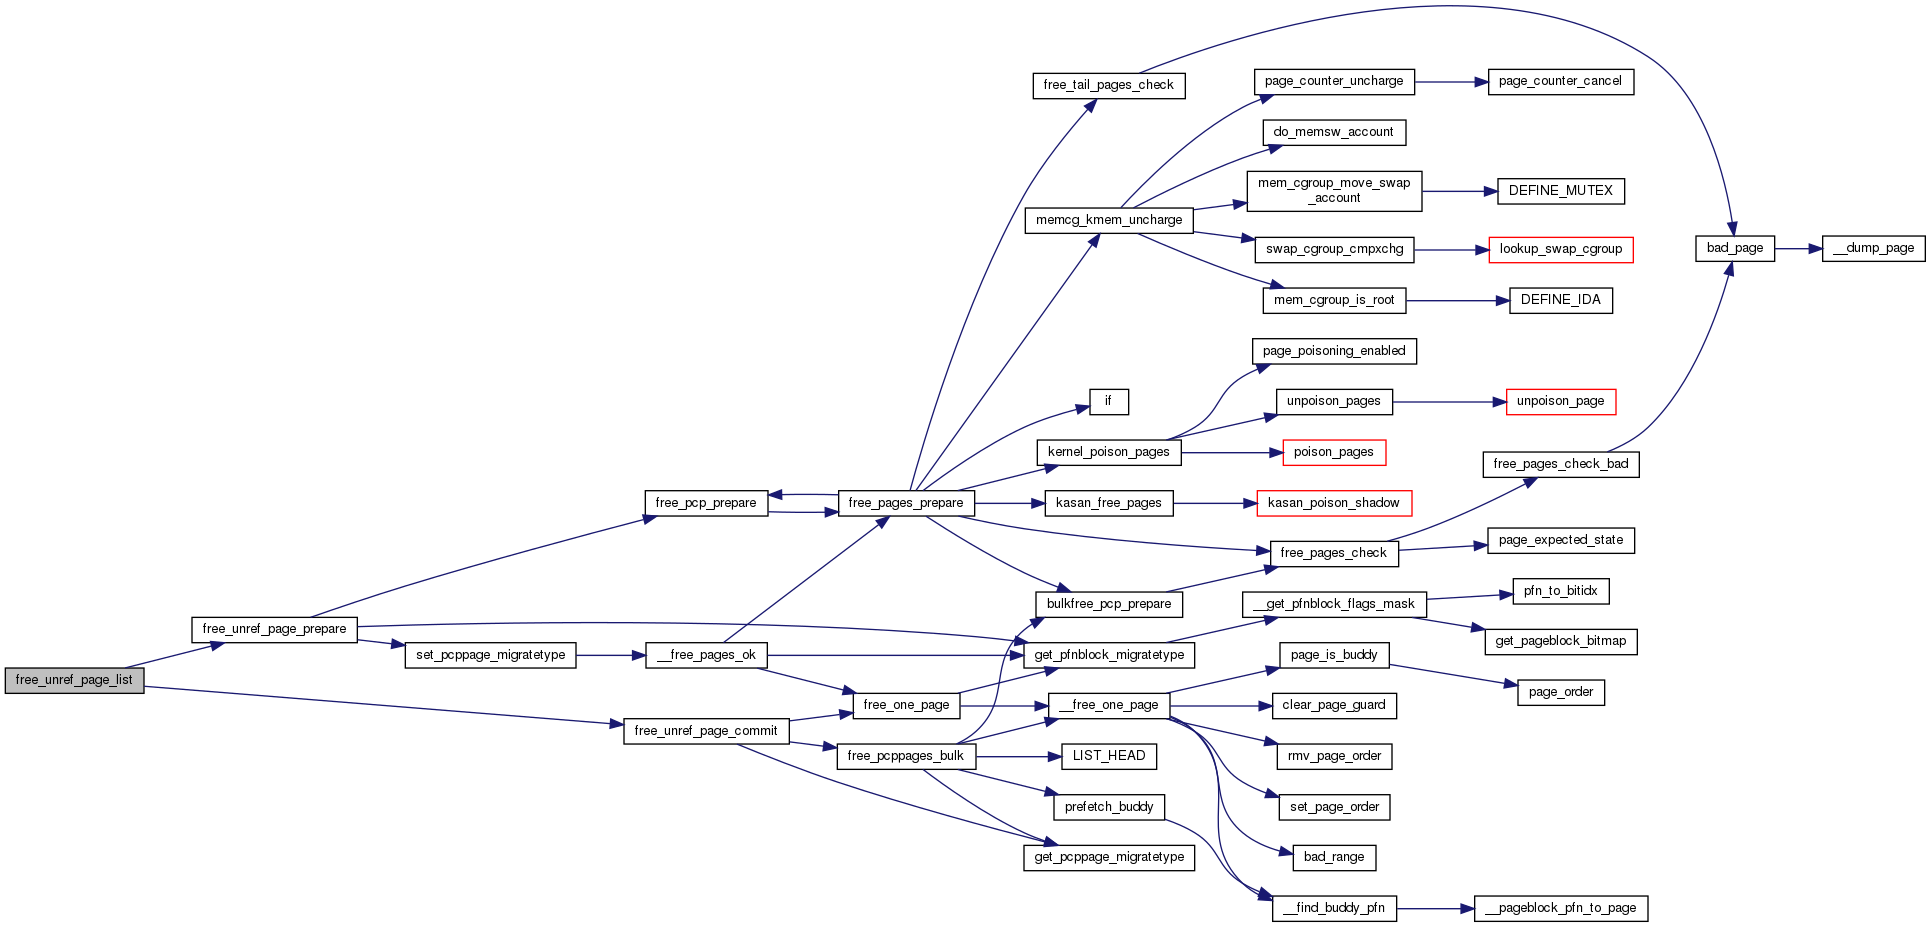 free_tail_pages_check
page_counter_uncharge
page_counter_cancel
do_memsw_account
mem_cgroup_move_swap
_account
DEFINE_MUTEX
memcg_kmem_uncharge
swap_cgroup_cmpxchg
lookup_swap_cgroup
bad_page
__dump_page
mem_cgroup_is_root
DEFINE_IDA
page_poisoning_enabled
if
unpoison_pages
unpoison_page
kernel_poison_pages
poison_pages
free_pages_check_bad
free_pcp_prepare
free_pages_prepare
kasan_free_pages
kasan_poison_shadow
free_pages_check
page_expected_state
bulkfree_pcp_prepare
__get_pfnblock_flags_mask
pfn_to_bitidx
free_unref_page_prepare
get_pageblock_bitmap
set_pcppage_migratetype
__free_pages_ok
get_pfnblock_migratetype
page_is_buddy
free_unref_page_list
page_order
free_one_page
__free_one_page
clear_page_guard
free_unref_page_commit
free_pcppages_bulk
LIST_HEAD
rmv_page_order
prefetch_buddy
set_page_order
get_pcppage_migratetype
bad_range
__find_buddy_pfn
__pageblock_pfn_to_page